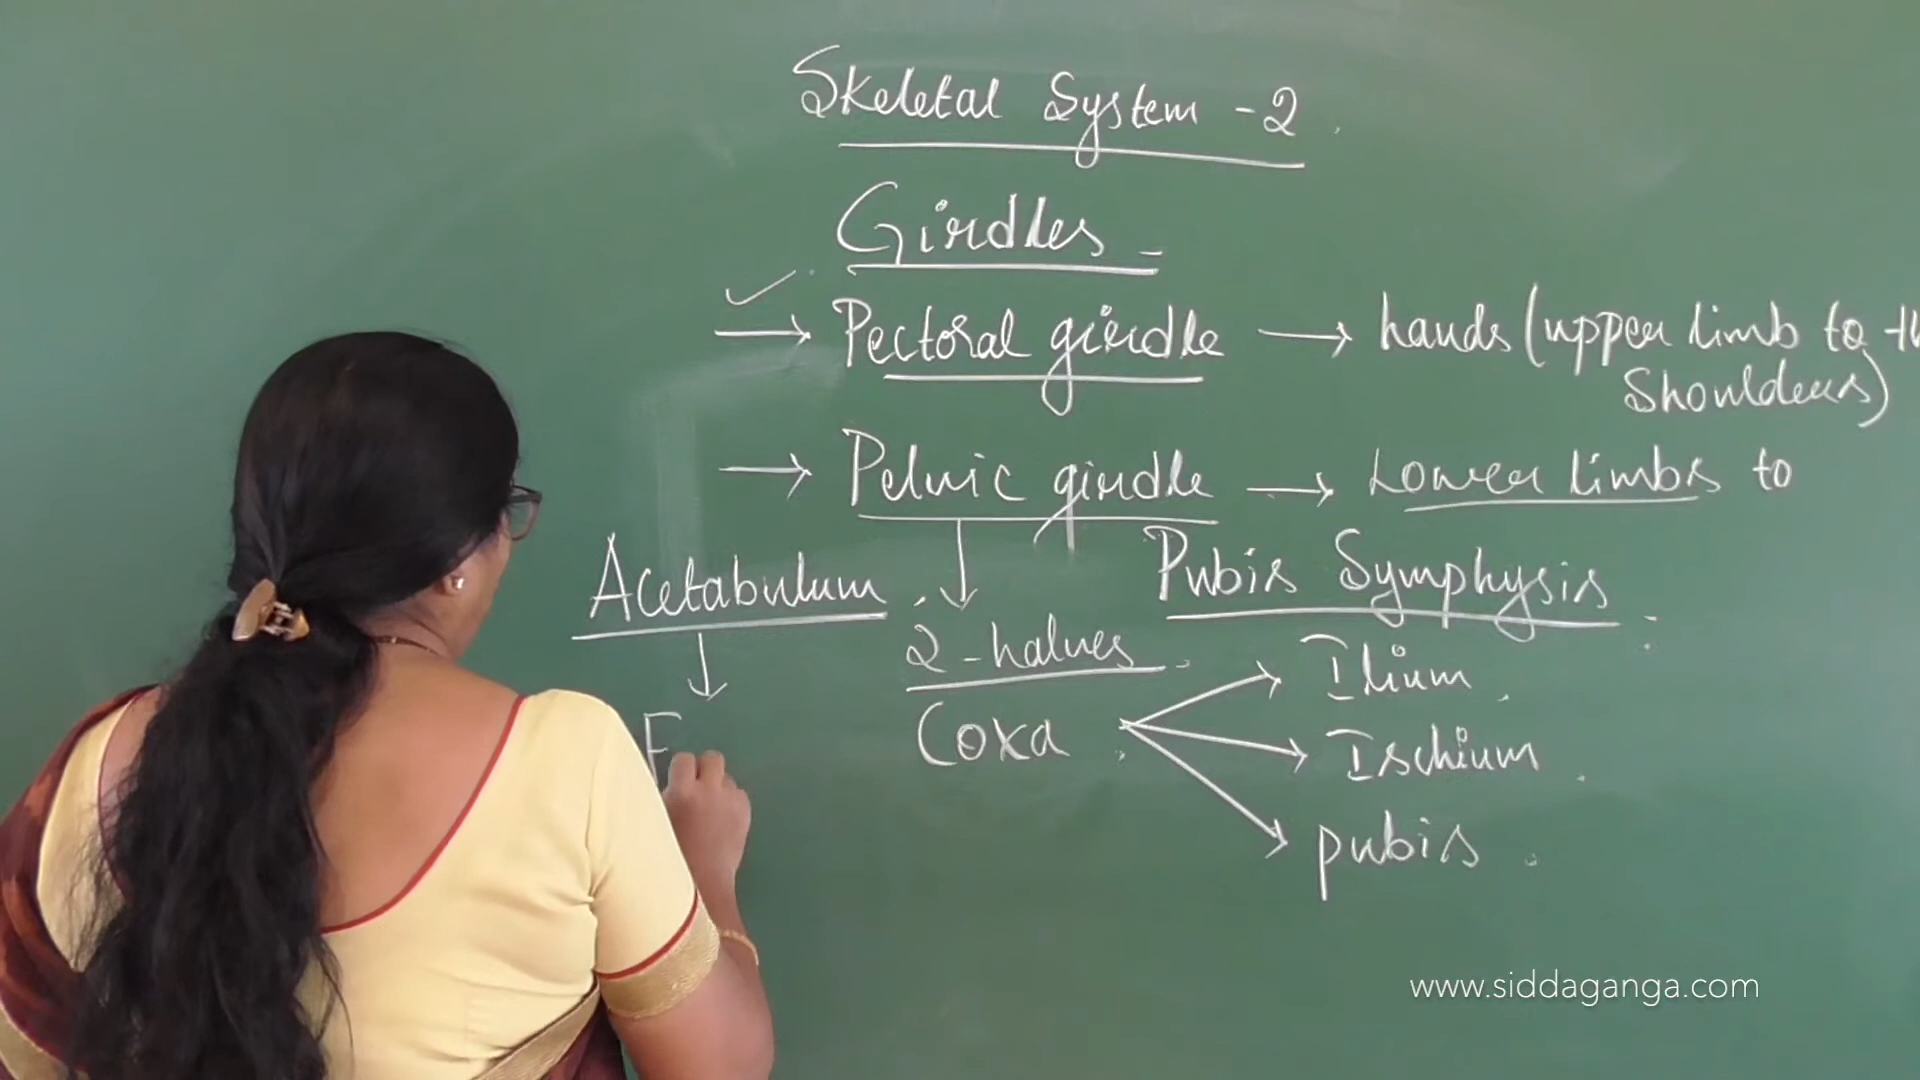 Skeletal System - 2
Girdles -
✓
→ Pectoral girdle → hands (upper limb to th
Shoulders)
→ Pelvic girdle → Lower limbs to
Acetabulum
Pubis Symphysis
2 - halves
Coxa
Ilium
Ischium
pubis
F
www.siddaganga.com